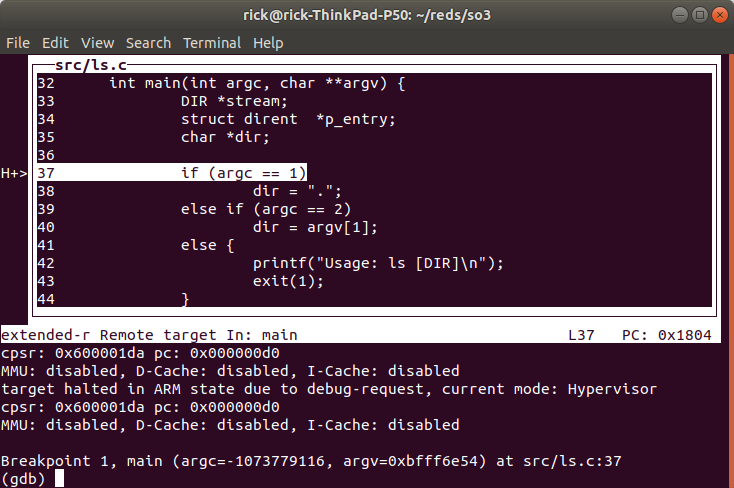 rick@rick-ThinkPad-P50: ~/reds/so3
File Edit View Search Terminal Help
src/ls.c
32 int main(int argc, char **argv) {
33 DIR *stream;
34 struct dirent  *p_entry;
35 char *dir;
36
H+> 37 if (argc == 1)
38 dir = ".";
39 else if (argc == 2)
40 dir = argv[1];
41 else {
42 printf("Usage: ls [DIR]\n");
43 exit(1);
44 }
extended-r Remote target In: main L37 PC: 0x1804
cpsr: 0x600001da pc: 0x000000d0
MMU: disabled, D-Cache: disabled, I-Cache: disabled
target halted in ARM state due to debug-request, current mode: Hypervisor
cpsr: 0x600001da pc: 0x000000d0
MMU: disabled, D-Cache: disabled, I-Cache: disabled
Breakpoint 1, main (argc=-1073779116, argv=0xbfff6e54) at src/ls.c:37
(gdb)